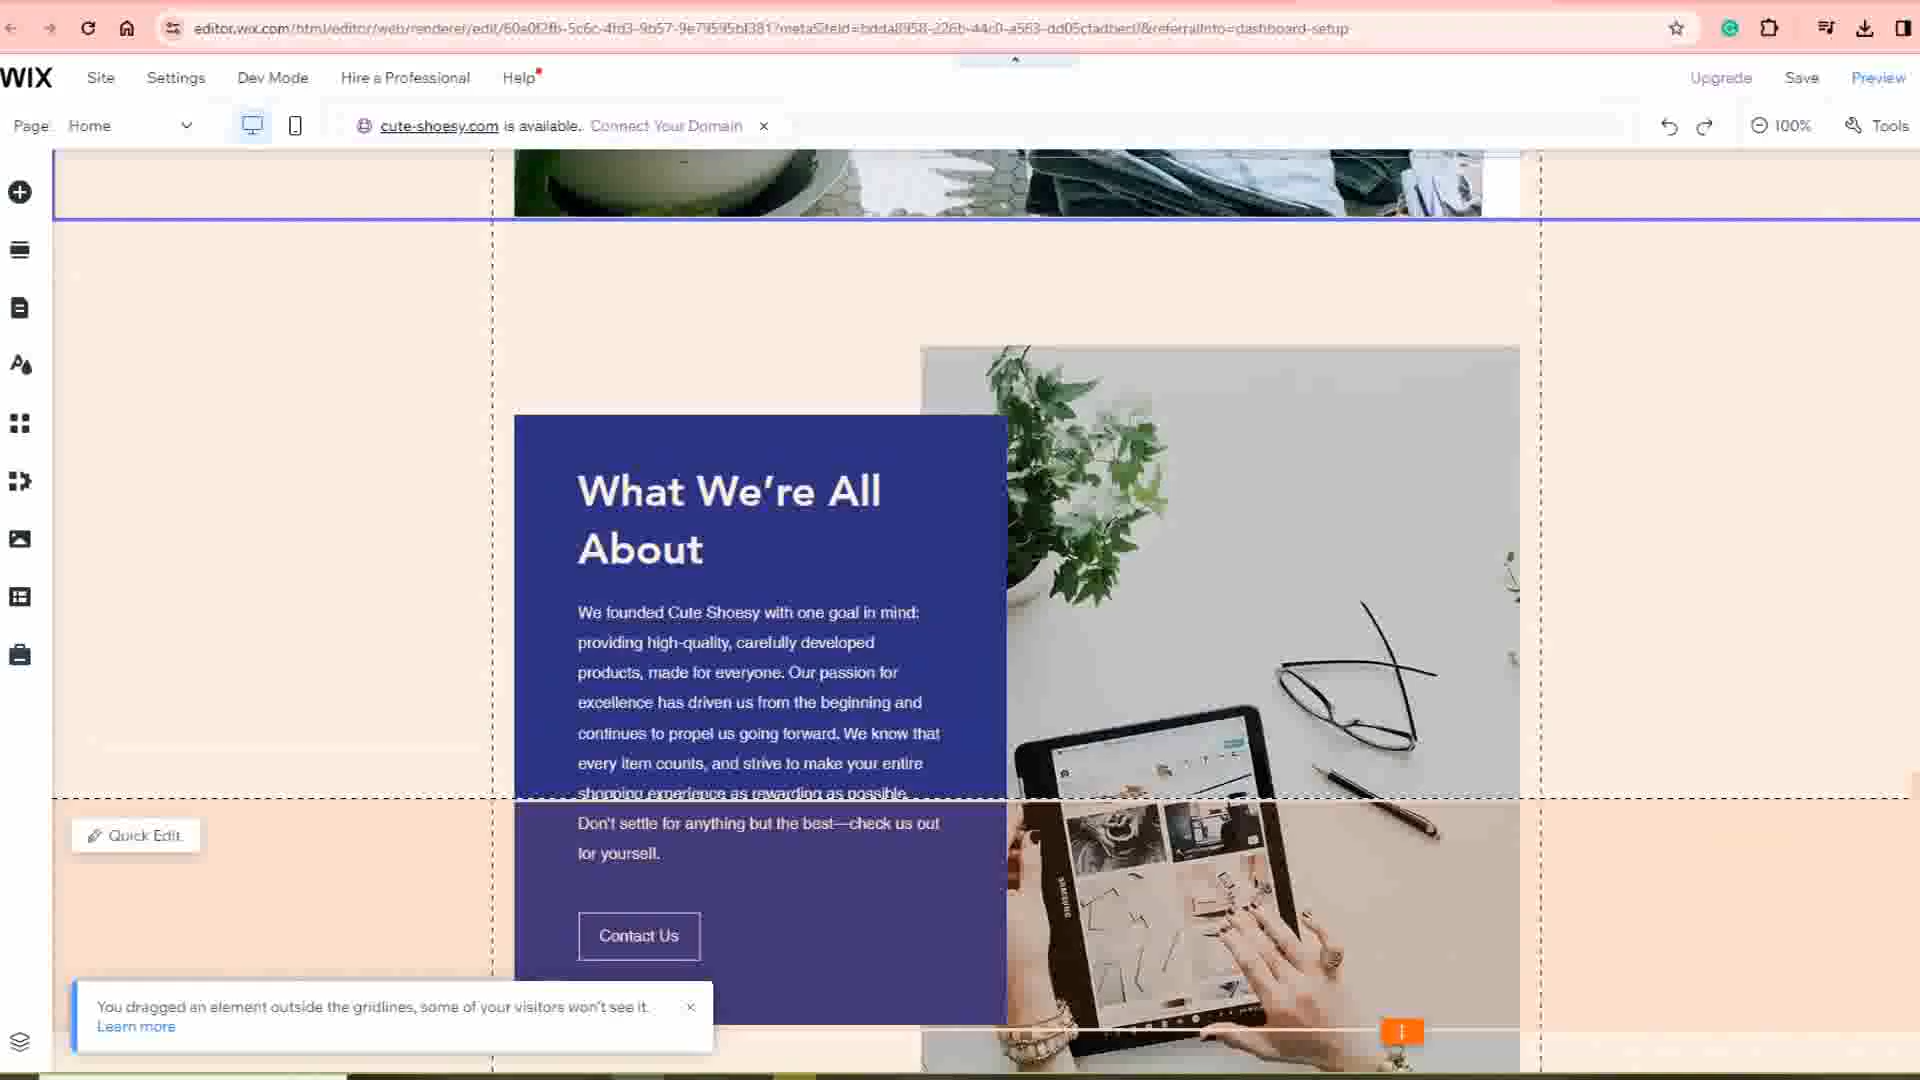 WIX Site Settings Dev Mode Hire a Professional Help Upgrade Save Preview
Page: Home cute-shoesy.com is available. Connect Your Domain 100% Tools
What We're All
About
We founded Cute Shoesy with one goal in mind:
providing high-quality, carefully developed
products, made for everyone. Our passion for
excellence has driven us from the beginning and
continues to propel us going forward. We know that
every item counts, and strive to make your entire
shopping experience as rewarding as possible.
Don't settle for anything but the best—check us out
for yourself.
Quick Edit
Contact Us
SAMSUNG
You dragged an element outside the gridlines, some of your visitors won't see it.
Learn more